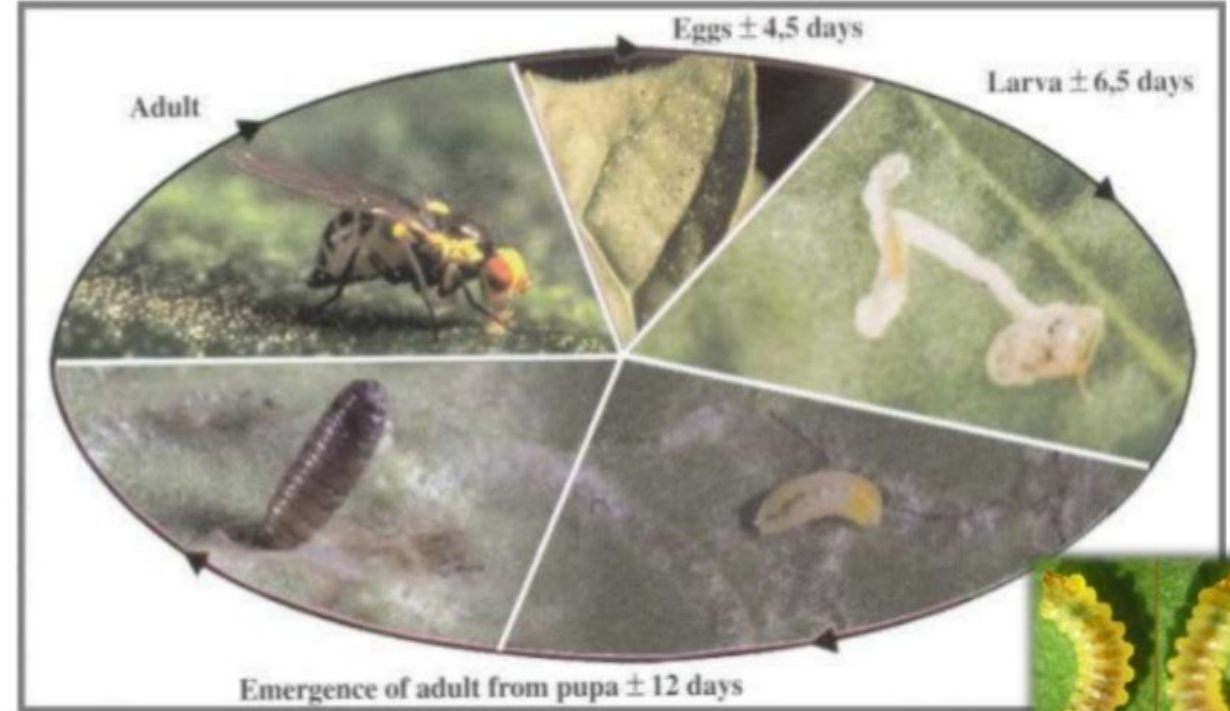 Eggs ± 4,5 days
Adult
Larva ± 6,5 days
Emergence of adult from pupa ± 12 days